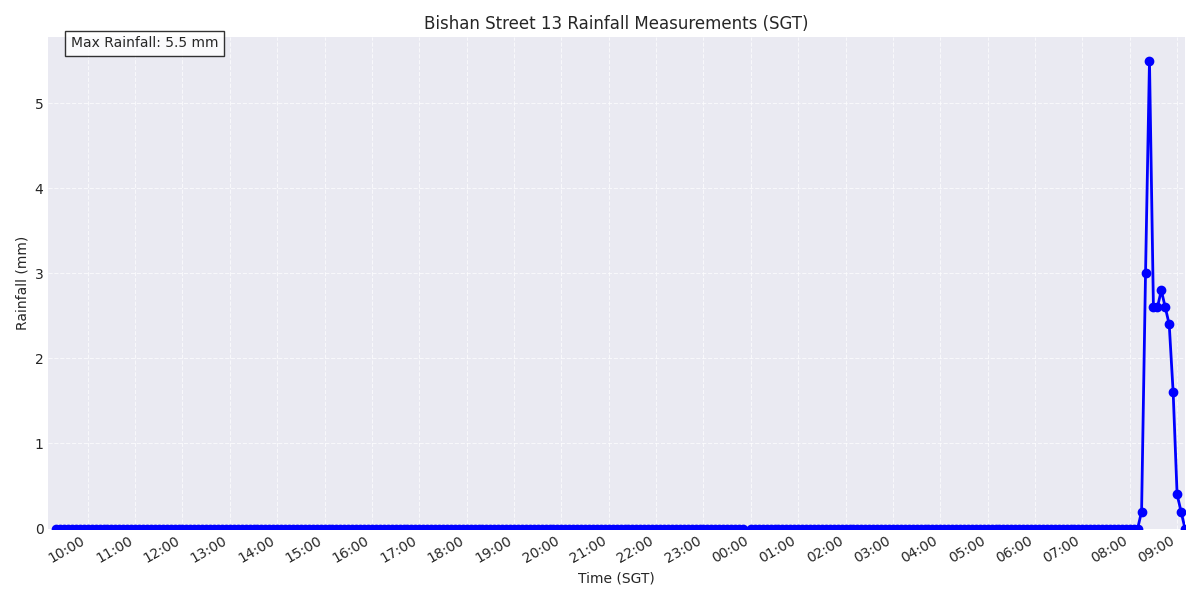 Bishan Street 13 Rainfall Measurements (SGT)
Max Rainfall: 5.5 mm
Rainfall (mm)
5
4
3
2
1
0
10:00 11:00 12:00 13:00 14:00 15:00 16:00 17:00 18:00 19:00 20:00 21:00 22:00 23:00 00:00 01:00 02:00 03:00 04:00 05:00 06:00 07:00 08:00 09:00
Time (SGT)